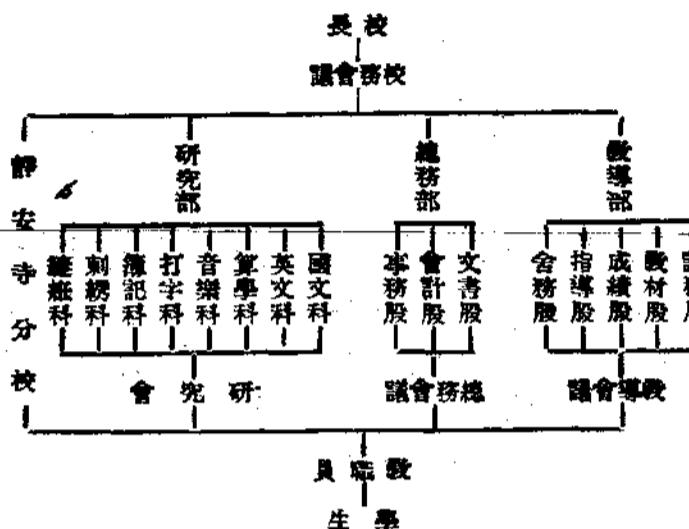 校長
校務會議
教導部
總務部
研究部
靜安寺分校
教材股
成績股
指導股
舍務股
文書股
會計股
事務股
國文科
英文科
算學科
音樂科
打字科
簿記科
刺綉科
縫紉科
教導會議
總務會議
研究會
教職員
學生